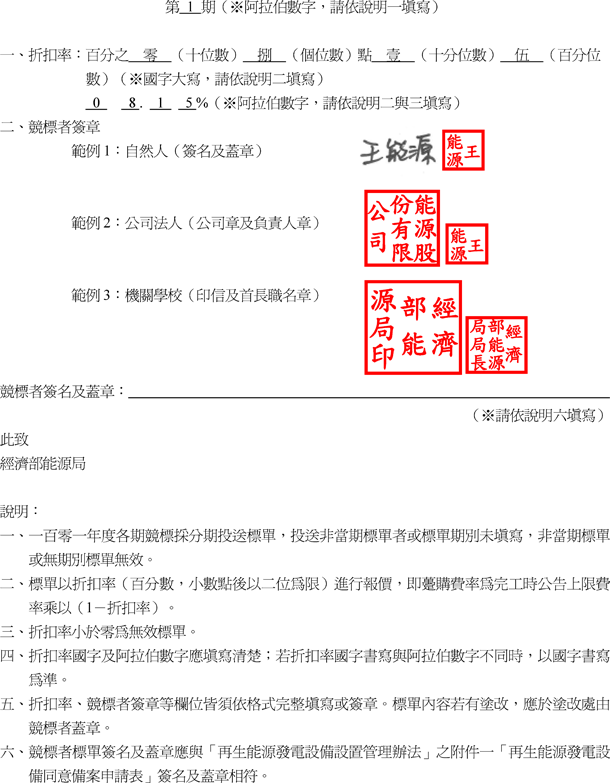 第 1 期（※阿拉伯數字，請依說明一填寫）
一、折扣率：百分之 零 （十位數） 捌 （個位數）點 壹 （十分位數） 伍 （百分位
數）（※國字大寫，請依說明二填寫）
0 8. 1 5%（※阿拉伯數字，請依說明二與三填寫）
二、競標者簽章
範例 1：自然人（簽名及蓋章）
王能源
王能源
範例 2：公司法人（公司章及負責人章）
能源股份有限公司
王能源
範例 3：機關學校（印信及首長職名章）
經濟部能源局印
經濟部能源局局長
競標者簽名及蓋章：
（※請依說明六填寫）
此致
經濟部能源局
說明：
一、一百零一年度各期競標採分期投送標單，投送非當期標單者或標單期別未填寫，非當期標單
或無期別標單無效。
二、標單以折扣率（百分數，小數點後以二位為限）進行報價，即躉購費率為完工時公告上限費
率乘以（1－折扣率）。
三、折扣率小於零為無效標單。
四、折扣率國字及阿拉伯數字應填寫清楚；若折扣率國字書寫與阿拉伯數字不同時，以國字書寫
為準。
五、折扣率、競標者簽章等欄位皆須依格式完整填寫或簽章。標單內容若有塗改，應於塗改處由
競標者蓋章。
六、競標者標單簽名及蓋章應與「再生能源發電設備設置管理辦法」之附件一「再生能源發電設
備同意備案申請表」簽名及蓋章相符。